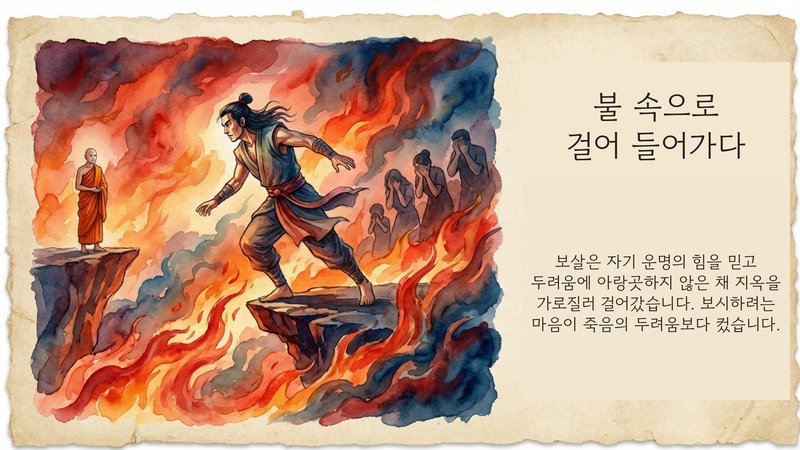 불 속으로
걸어 들어가다
보살은 자기 운명의 힘을 믿고
두려움에 아랑곳하지 않은 채 지옥을
가로질러 걸어갔습니다. 보시하려는
마음이 죽음의 두려움보다 컸습니다.